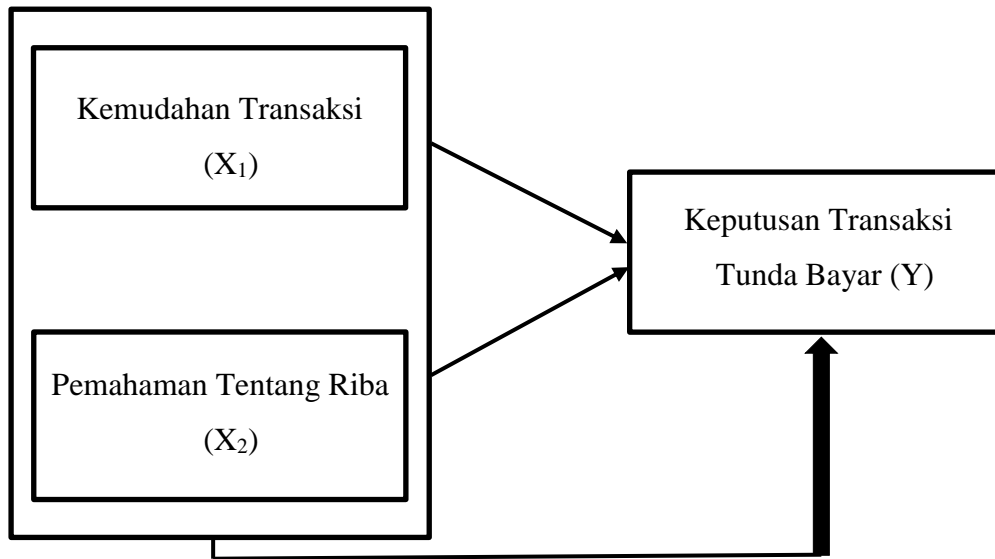 Kemudahan Transaksi
(X₁)
Keputusan Transaksi
Tunda Bayar (Y)
Pemahaman Tentang Riba
(X₂)